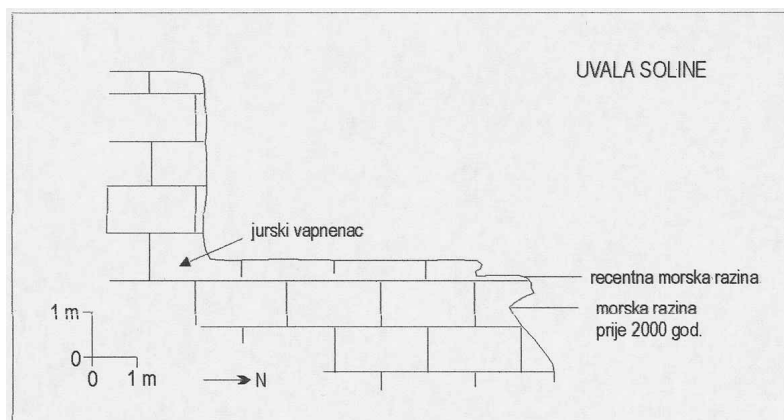 UVALA SOLINE
jurski vapnenac
recentna morska razina
morska razina
prije 2000 god.
1 m
0
0 1 m
N